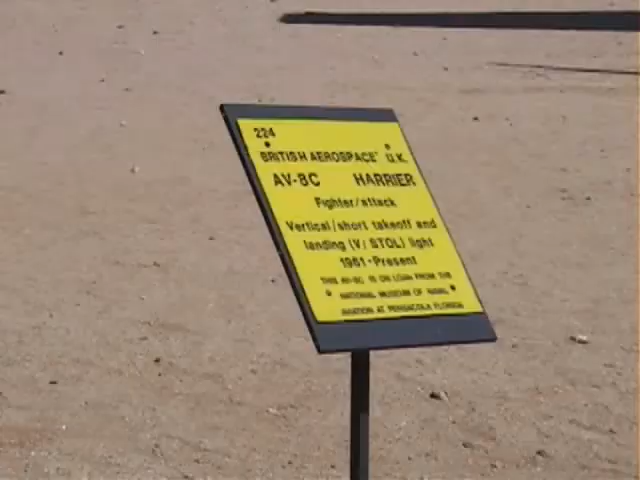 224
BRITISH AEROSPACE U.K.
AV-8C HARRIER
Fighter/attack
Vertical/short takeoff and
landing (V/STOL) light
1961-Present
THIS AV-8C IS ON LOAN FROM THE
NATIONAL MUSEUM OF NAVAL
AVIATION AT PENSACOLA FLORIDA